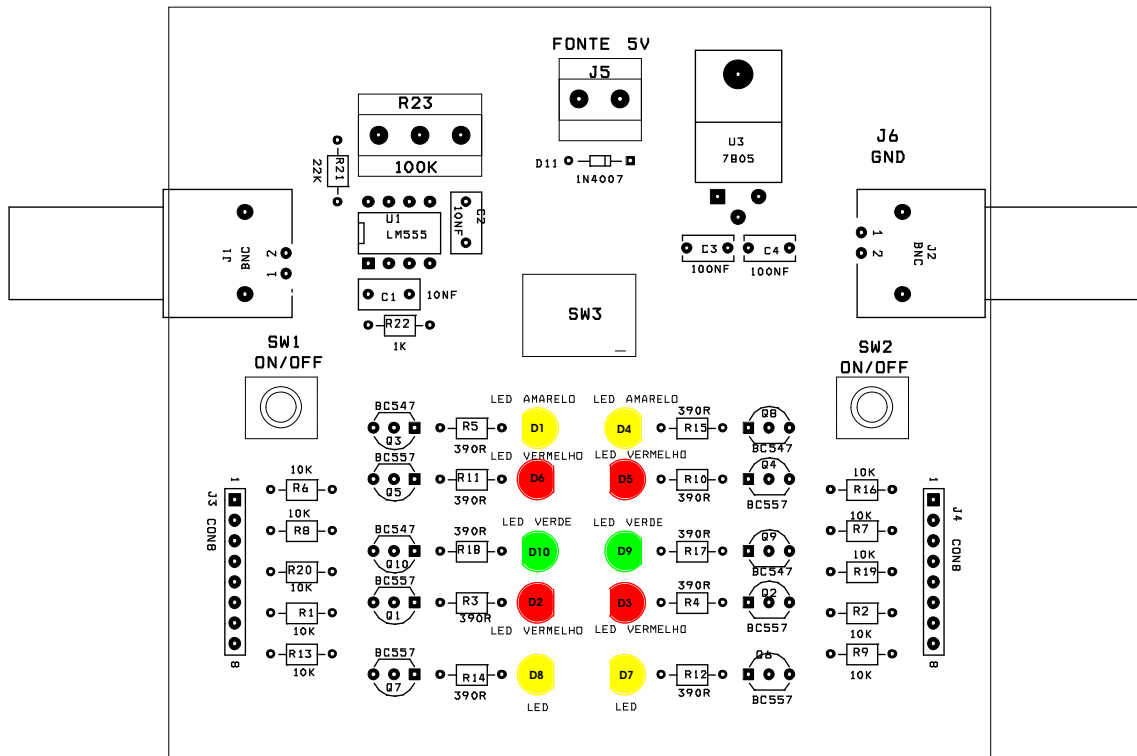 FONTE 5V
J5
R23
100K
R21
22K
D11
1N4007
U3
7805
J6
GND
U1
LM555
C2
10NF
J1
BNC
2
1
J2
BNC
1
2
C3
100NF
C4
100NF
C1
10NF
R22
1K
SW3
SW1
ON/OFF
SW2
ON/OFF
LED AMARELO
LED AMARELO
BC547
Q3
R5
390R
D1
D4
390R
R15
Q8
BC547
LED VERMELHO
LED VERMELHO
BC557
Q5
R11
390R
D6
D5
R10
390R
Q4
BC557
10K
R6
10K
R8
R20
10K
R1
10K
R13
10K
1
J3 CON8
8
LED VERDE
LED VERDE
BC547
Q10
390R
R18
D10
D9
390R
R17
Q9
BC547
BC557
Q1
R3
390R
D2
D3
390R
R4
Q2
BC557
LED VERMELHO
LED VERMELHO
BC557
Q7
R14
390R
D8
D7
R12
390R
Q6
BC557
LED
LED
10K
R16
10K
R7
10K
R19
R2
10K
R9
10K
1
J4 CON8
8